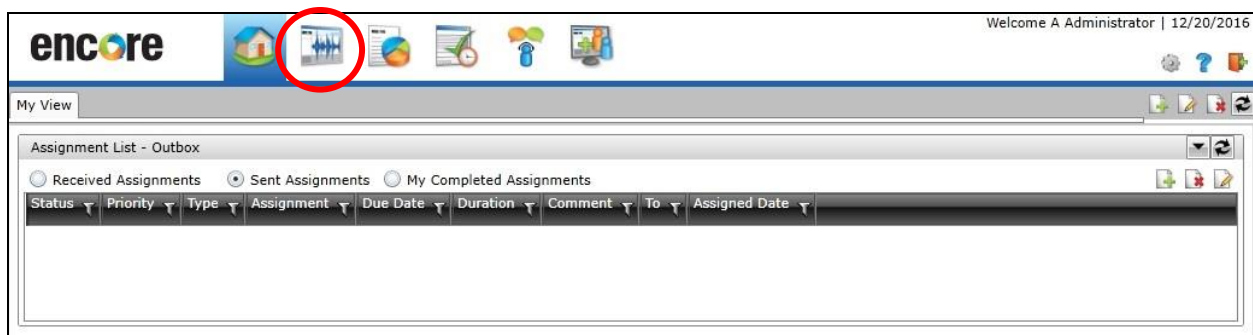 Welcome A Administrator | 12/20/2016
encore
My View
Assignment List - Outbox
Received Assignments Sent Assignments My Completed Assignments
Status Priority Type Assignment Due Date Duration Comment To Assigned Date